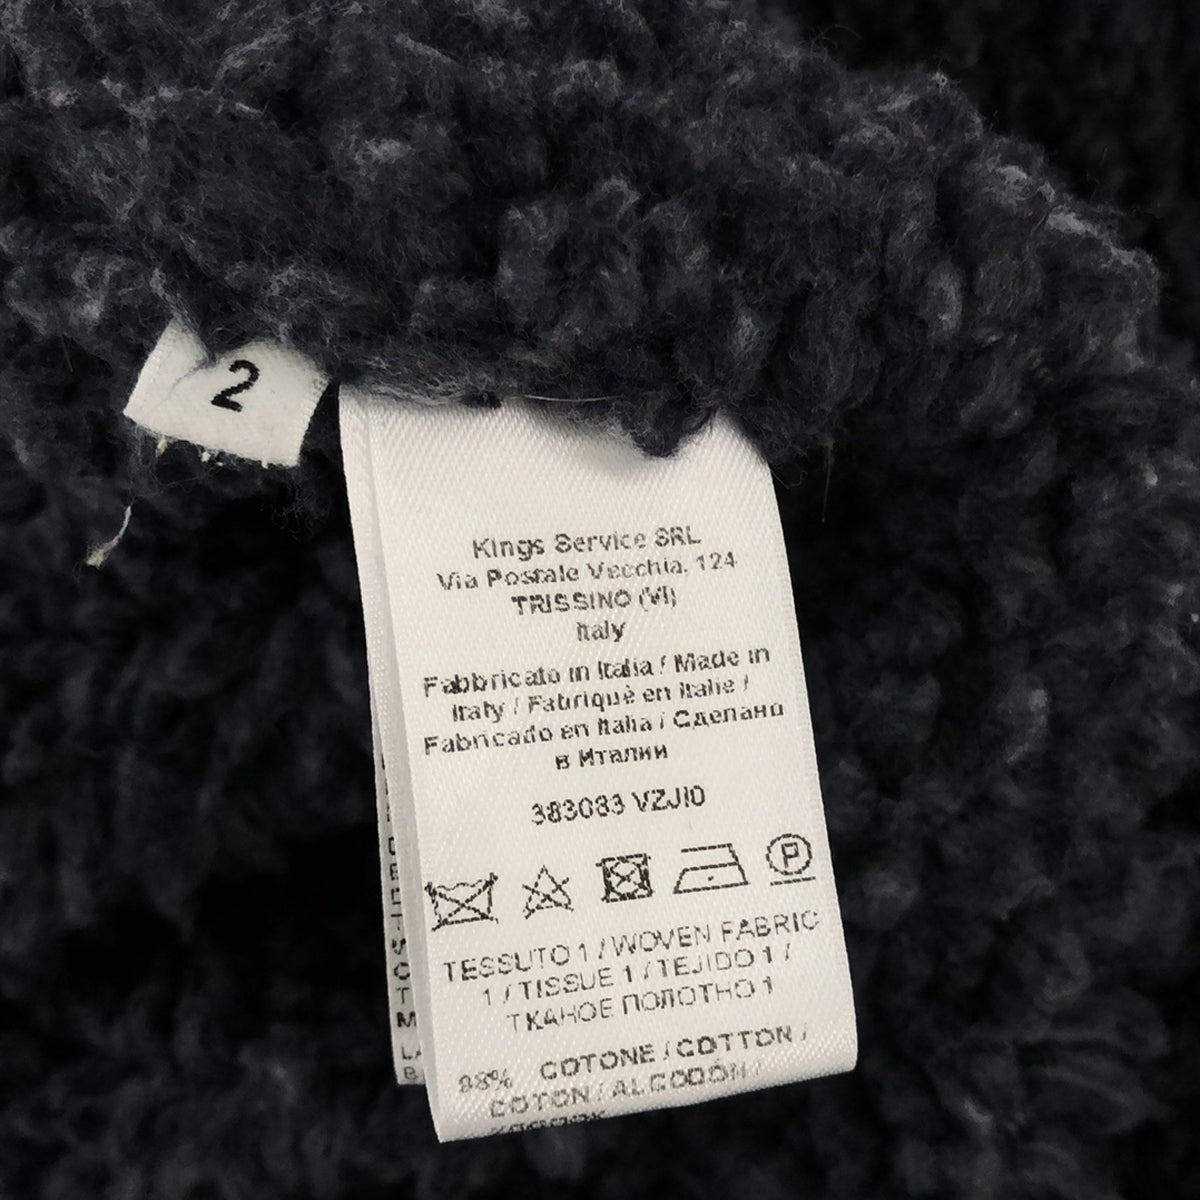 2
Kings Service SRL
Via Postale Vecchia, 124
TRISSINO (VI)
Italy
Fabbricato in Italia / Made in
Italy / Fabriqué en Italie /
Fabricado en Italia / Сделано
в Италии
383083 VZJI0
P
TESSUTO 1 / WOVEN FABRIC
1 / TISSUE 1 / TEJIDO 1 /
ТКАНОЕ ПОЛОТНО 1
98% COTONE / COTTON /
COTON / ALGODÓN /